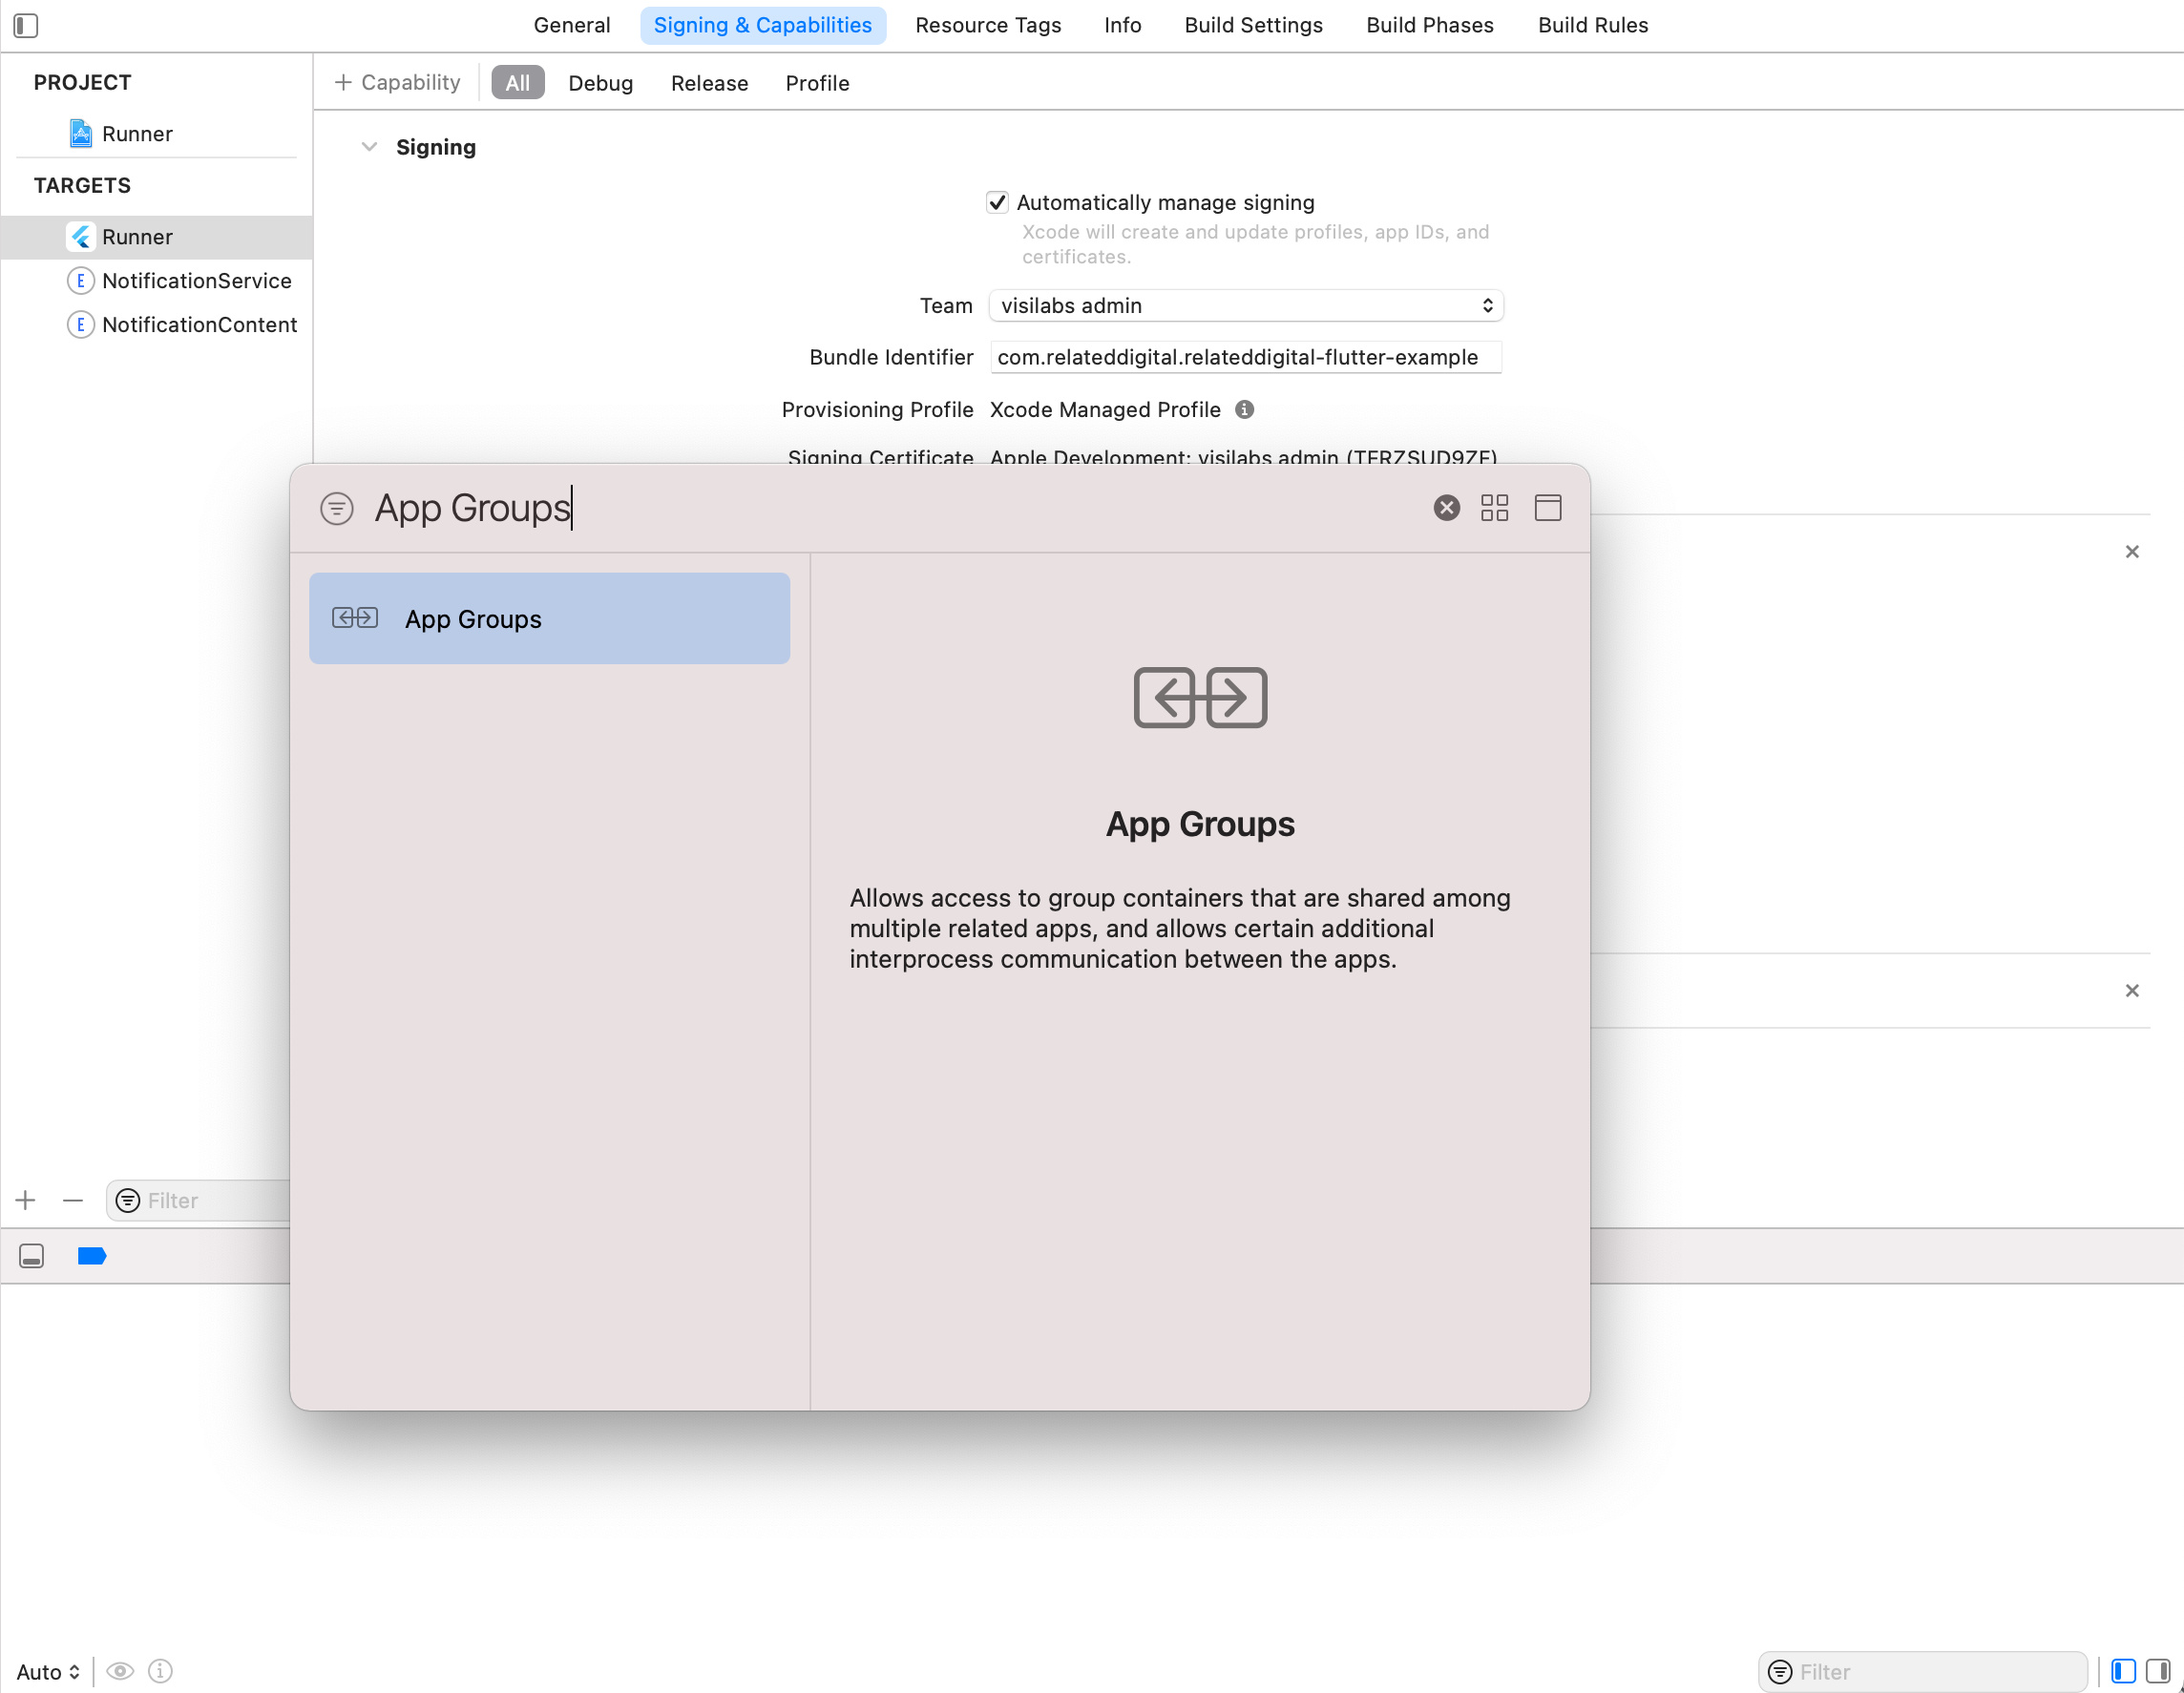 General
Signing & Capabilities
Resource Tags
Info
Build Settings
Build Phases
Build Rules
PROJECT
Runner
TARGETS
Runner
E NotificationService
E NotificationContent
+ Capability
All
Debug
Release
Profile
Signing
Automatically manage signing
Xcode will create and update profiles, app IDs, and
certificates.
Team visilabs admin
Bundle Identifier com.relateddigital.relateddigital-flutter-example
Provisioning Profile Xcode Managed Profile
Signing Certificate Apple Development: visilabs admin (TFRZSUD9ZF)
App Groups
App Groups
App Groups
Allows access to group containers that are shared among
multiple related apps, and allows certain additional
interprocess communication between the apps.
Filter
Auto
Filter